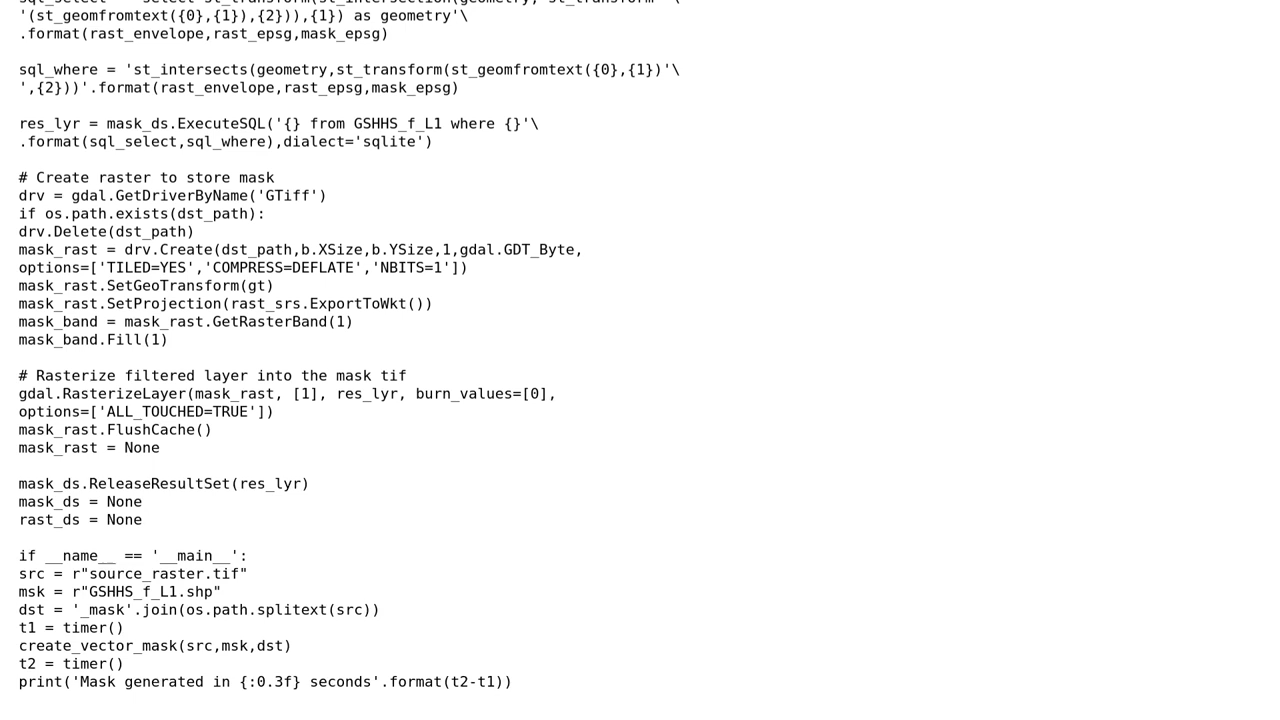 sql_select = 'select st_transform(st_intersection(geometry, st_transform' \
'(st_geomfromtext({0},{1}),{2})),{1}) as geometry'\
.format(rast_envelope,rast_epsg,mask_epsg)

sql_where = 'st_intersects(geometry,st_transform(st_geomfromtext({0},{1})'\
',{2}))'.format(rast_envelope,rast_epsg,mask_epsg)

res_lyr = mask_ds.ExecuteSQL('{} from GSHHS_f_L1 where {}'\
.format(sql_select,sql_where),dialect='sqlite')

# Create raster to store mask
drv = gdal.GetDriverByName('GTiff')
if os.path.exists(dst_path):
drv.Delete(dst_path)
mask_rast = drv.Create(dst_path,b.XSize,b.YSize,1,gdal.GDT_Byte,
options=['TILED=YES','COMPRESS=DEFLATE','NBITS=1'])
mask_rast.SetGeoTransform(gt)
mask_rast.SetProjection(rast_srs.ExportToWkt())
mask_band = mask_rast.GetRasterBand(1)
mask_band.Fill(1)

# Rasterize filtered layer into the mask tif
gdal.RasterizeLayer(mask_rast, [1], res_lyr, burn_values=[0],
options=['ALL_TOUCHED=TRUE'])
mask_rast.FlushCache()
mask_rast = None

mask_ds.ReleaseResultSet(res_lyr)
mask_ds = None
rast_ds = None

if __name__ == '__main__':
src = r"source_raster.tif"
msk = r"GSHHS_f_L1.shp"
dst = '_mask'.join(os.path.splitext(src))
t1 = timer()
create_vector_mask(src,msk,dst)
t2 = timer()
print('Mask generated in {:0.3f} seconds'.format(t2-t1))